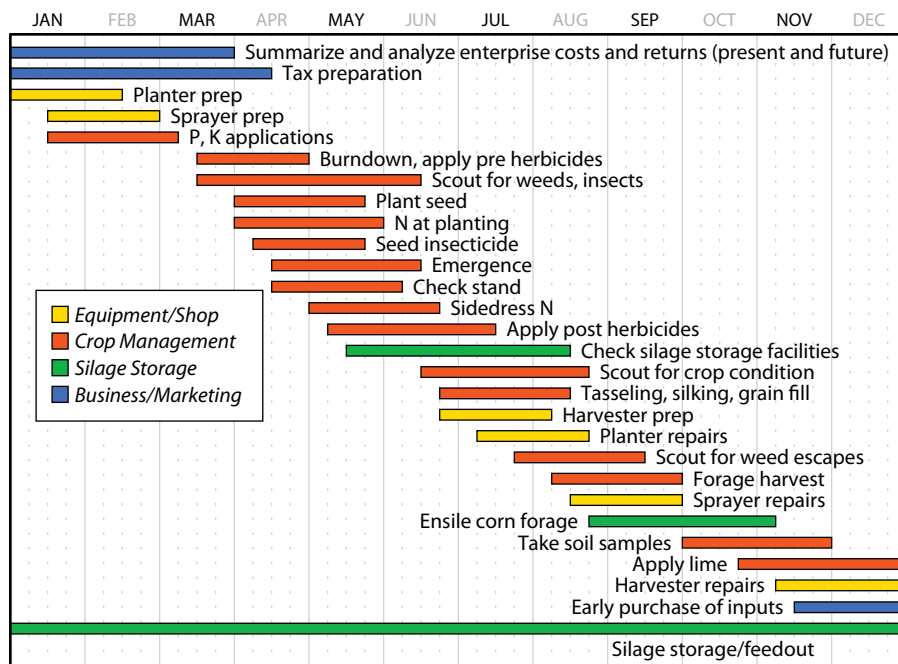 JAN FEB MAR APR MAY JUN JUL AUG SEP OCT NOV DEC
Summarize and analyze enterprise costs and returns (present and future)
Tax preparation
Planter prep
Sprayer prep
P, K applications
Burndown, apply pre herbicides
Scout for weeds, insects
Plant seed
N at planting
Seed insecticide
Emergence
Check stand
Sidedress N
Apply post herbicides
Check silage storage facilities
Scout for crop condition
Tasseling, silking, grain fill
Harvester prep
Planter repairs
Scout for weed escapes
Forage harvest
Sprayer repairs
Ensile corn forage
Take soil samples
Apply lime
Harvester repairs
Early purchase of inputs
Silage storage/feedout
Equipment/Shop
Crop Management
Silage Storage
Business/Marketing